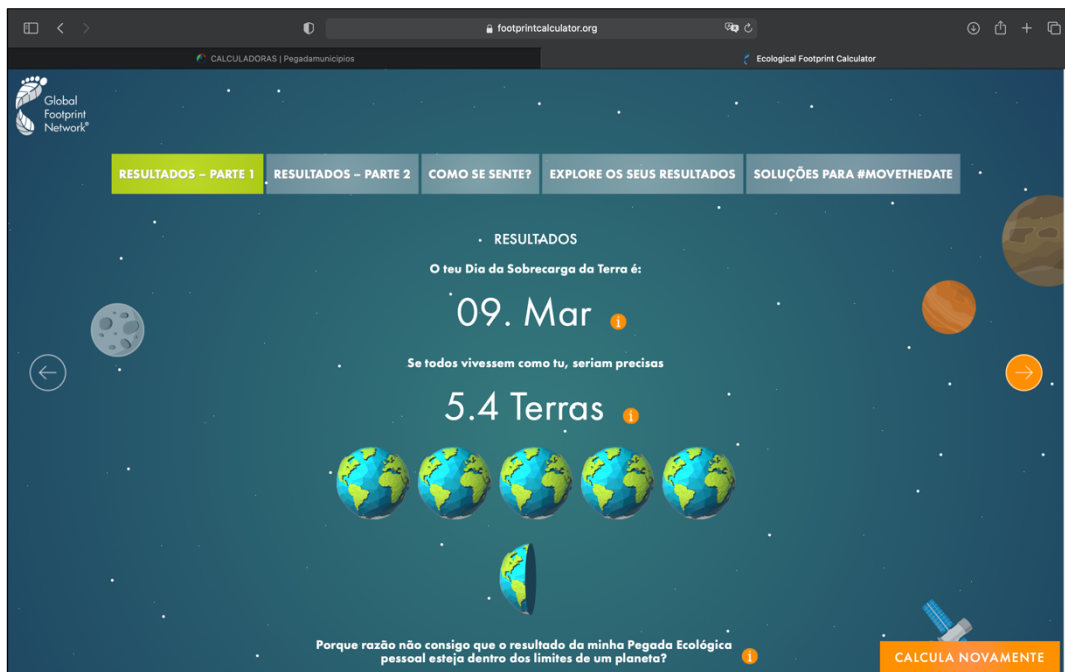 footprintcalculator.org
CALCULADORAS | Pegadamunicipios
Ecological Footprint Calculator
Global
Footprint
Network®
RESULTADOS – PARTE 1
RESULTADOS – PARTE 2
COMO SE SENTE?
EXPLORE OS SEUS RESULTADOS
SOLUÇÕES PARA #MOVETHEDATE
RESULTADOS
O teu Dia da Sobrecarga da Terra é:
09. Mar i
Se todos vivessem como tu, seriam precisas
5.4 Terras i
Porque razão não consigo que o resultado da minha Pegada Ecológica
pessoal esteja dentro dos limites de um planeta? i
CALCULA NOVAMENTE